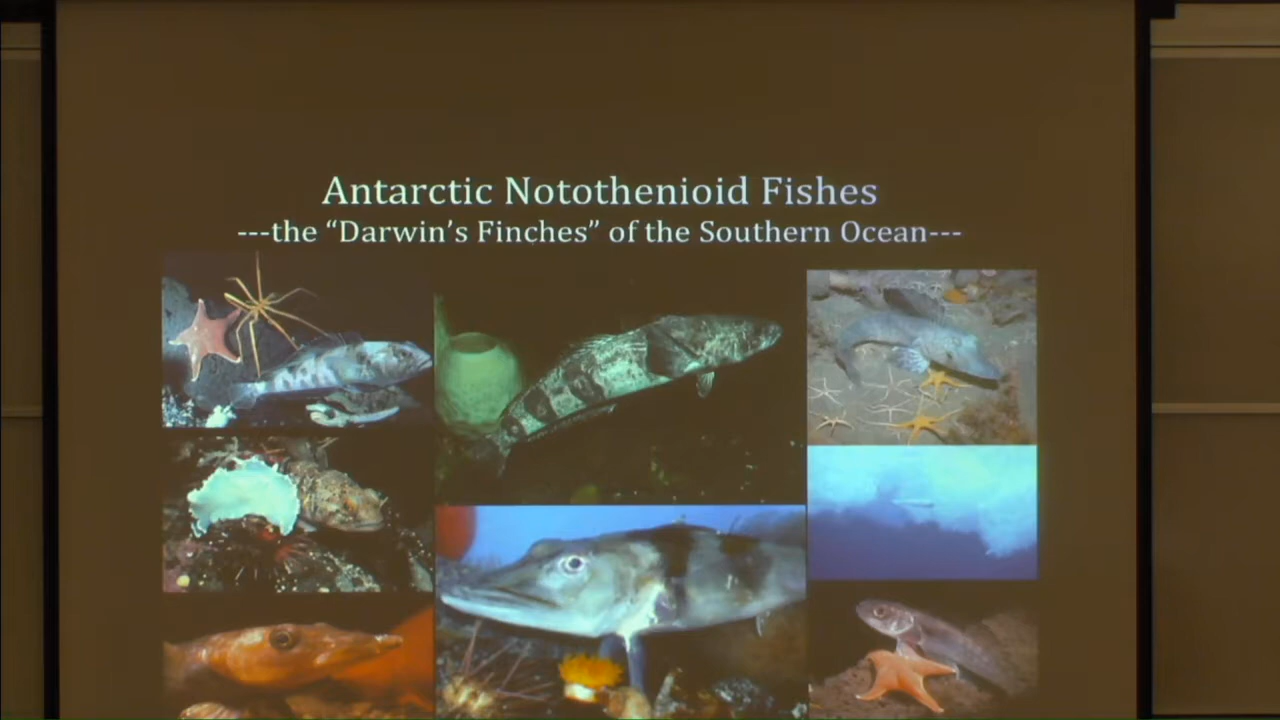 Antarctic Notothenioid Fishes
---the “Darwin’s Finches” of the Southern Ocean---